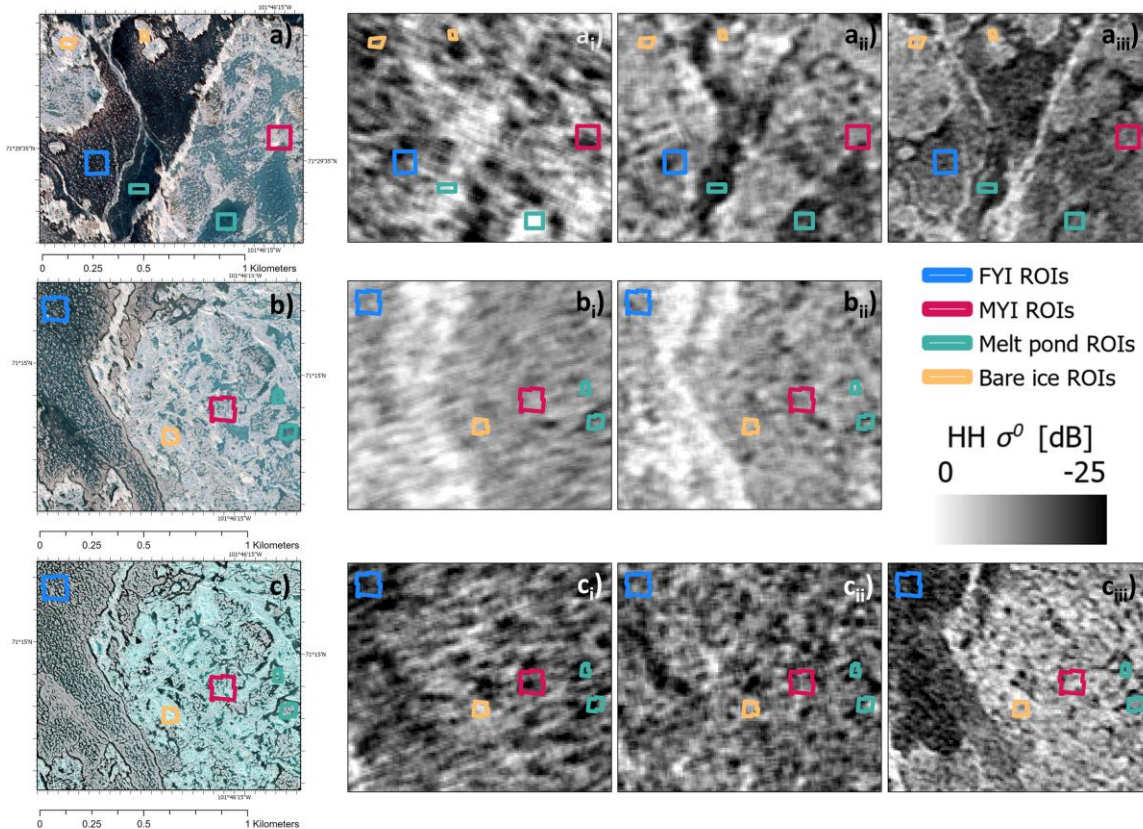 101°46'15"W
a)
a_i)
a_ii)
a_iii)
71°29'35"N
71°29'35"N
101°46'15"W
0 0.25 0.5 1 Kilometers
101°46'15"W
b)
b_i)
b_ii)
71°15'N
71°15'N
101°46'15"W
0 0.25 0.5 1 Kilometers
c)
c_i)
c_ii)
c_iii)
71°15'N
71°15'N
101°46'15"W
0 0.25 0.5 1 Kilometers
FYI ROIs
MYI ROIs
Melt pond ROIs
Bare ice ROIs
HH σ⁰ [dB]
0 -25